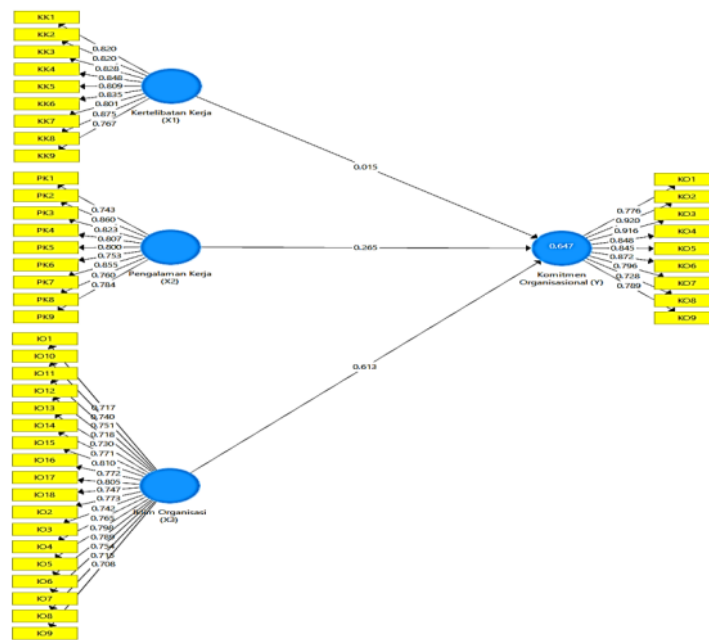 KK1
KK2
KK3
KK4
KK5
KK6
KK7
KK8
KK9
0.820
0.820
0.828
0.848
0.809
0.835
0.801
0.875
0.767
Kertelibatan Kerja
(X1)
0.015
PK1
PK2
PK3
PK4
PK5
PK6
PK7
PK8
PK9
0.743
0.860
0.823
0.807
0.800
0.753
0.855
0.760
0.784
Pengalaman Kerja
(X2)
0.265
IO1
IO10
IO11
IO12
IO13
IO14
IO15
IO16
IO17
IO18
IO2
IO3
IO4
IO5
IO6
IO7
IO8
IO9
0.717
0.740
0.751
0.718
0.730
0.771
0.810
0.772
0.805
0.747
0.773
0.742
0.765
0.798
0.789
0.754
0.715
0.708
Iklim Organisasi
(X3)
0.613
0.647
Komitmen
Organisasional (Y)
0.776
0.920
0.916
0.848
0.845
0.872
0.796
0.728
0.789
KO1
KO2
KO3
KO4
KO5
KO6
KO7
KO8
KO9